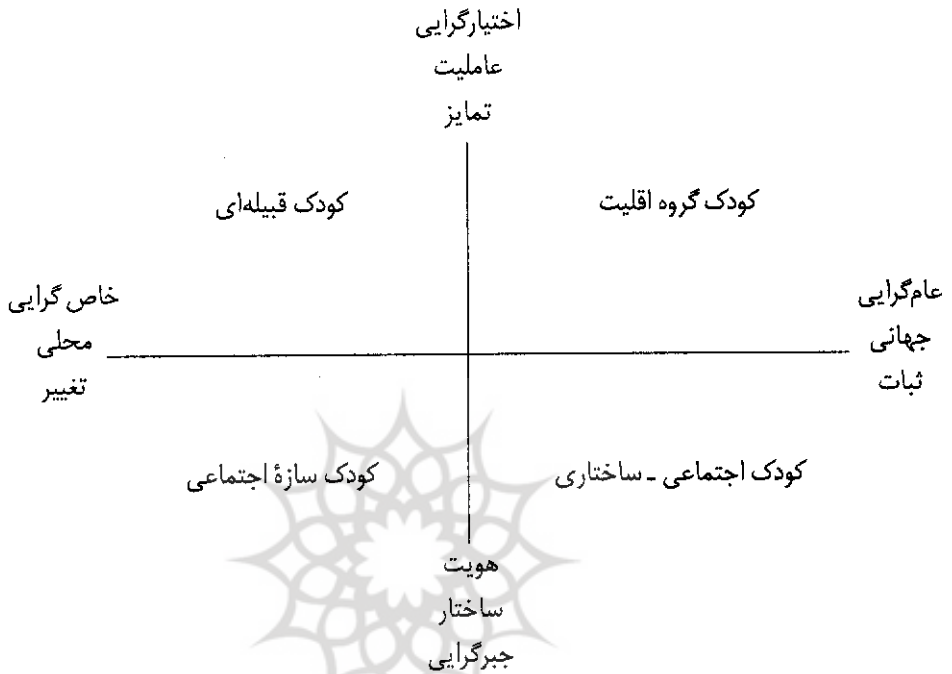 اختیارگرایی
عاملیت
تمایز
کودک گروه اقلیت
کودک قبیله‌ای
عام‌گرایی
جهانی
ثبات
خاص گرایی
محلی
تغییر
کودک اجتماعی - ساختاری
کودک سازهٔ اجتماعی
هویت
ساختار
جبرگرایی